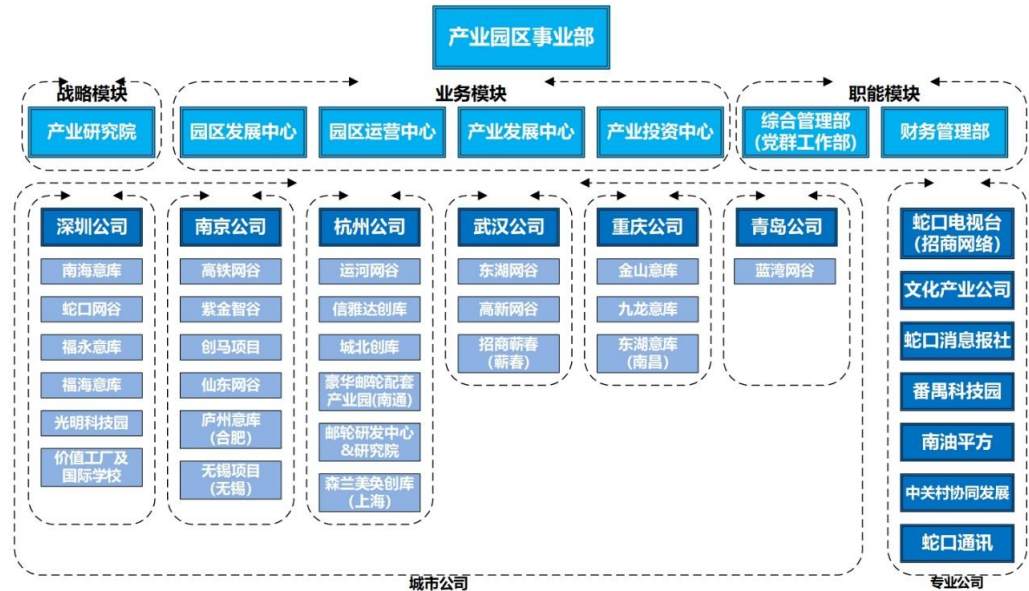 产业园区事业部
战略模块
业务模块
职能模块
产业研究院
园区发展中心
园区运营中心
产业发展中心
产业投资中心
综合管理部
(党群工作部)
财务管理部
深圳公司
南海意库
蛇口网谷
福永意库
福海意库
光明科技园
价值工厂及
国际学校
南京公司
高铁网谷
紫金智谷
创马项目
仙东网谷
庐州意库
(合肥)
无锡项目
(无锡)
杭州公司
运河网谷
信雅达创库
城北创库
豪华邮轮配套
产业园(南通)
邮轮研发中心
&研究院
森兰美奂创库
(上海)
武汉公司
东湖网谷
高新网谷
招商蕲春
(蕲春)
重庆公司
金山意库
九龙意库
东湖意库
(南昌)
青岛公司
蓝湾网谷
蛇口电视台
(招商网络)
文化产业公司
蛇口消息报社
番禺科技园
南油平方
中关村协同发展
蛇口通讯
城市公司
专业公司